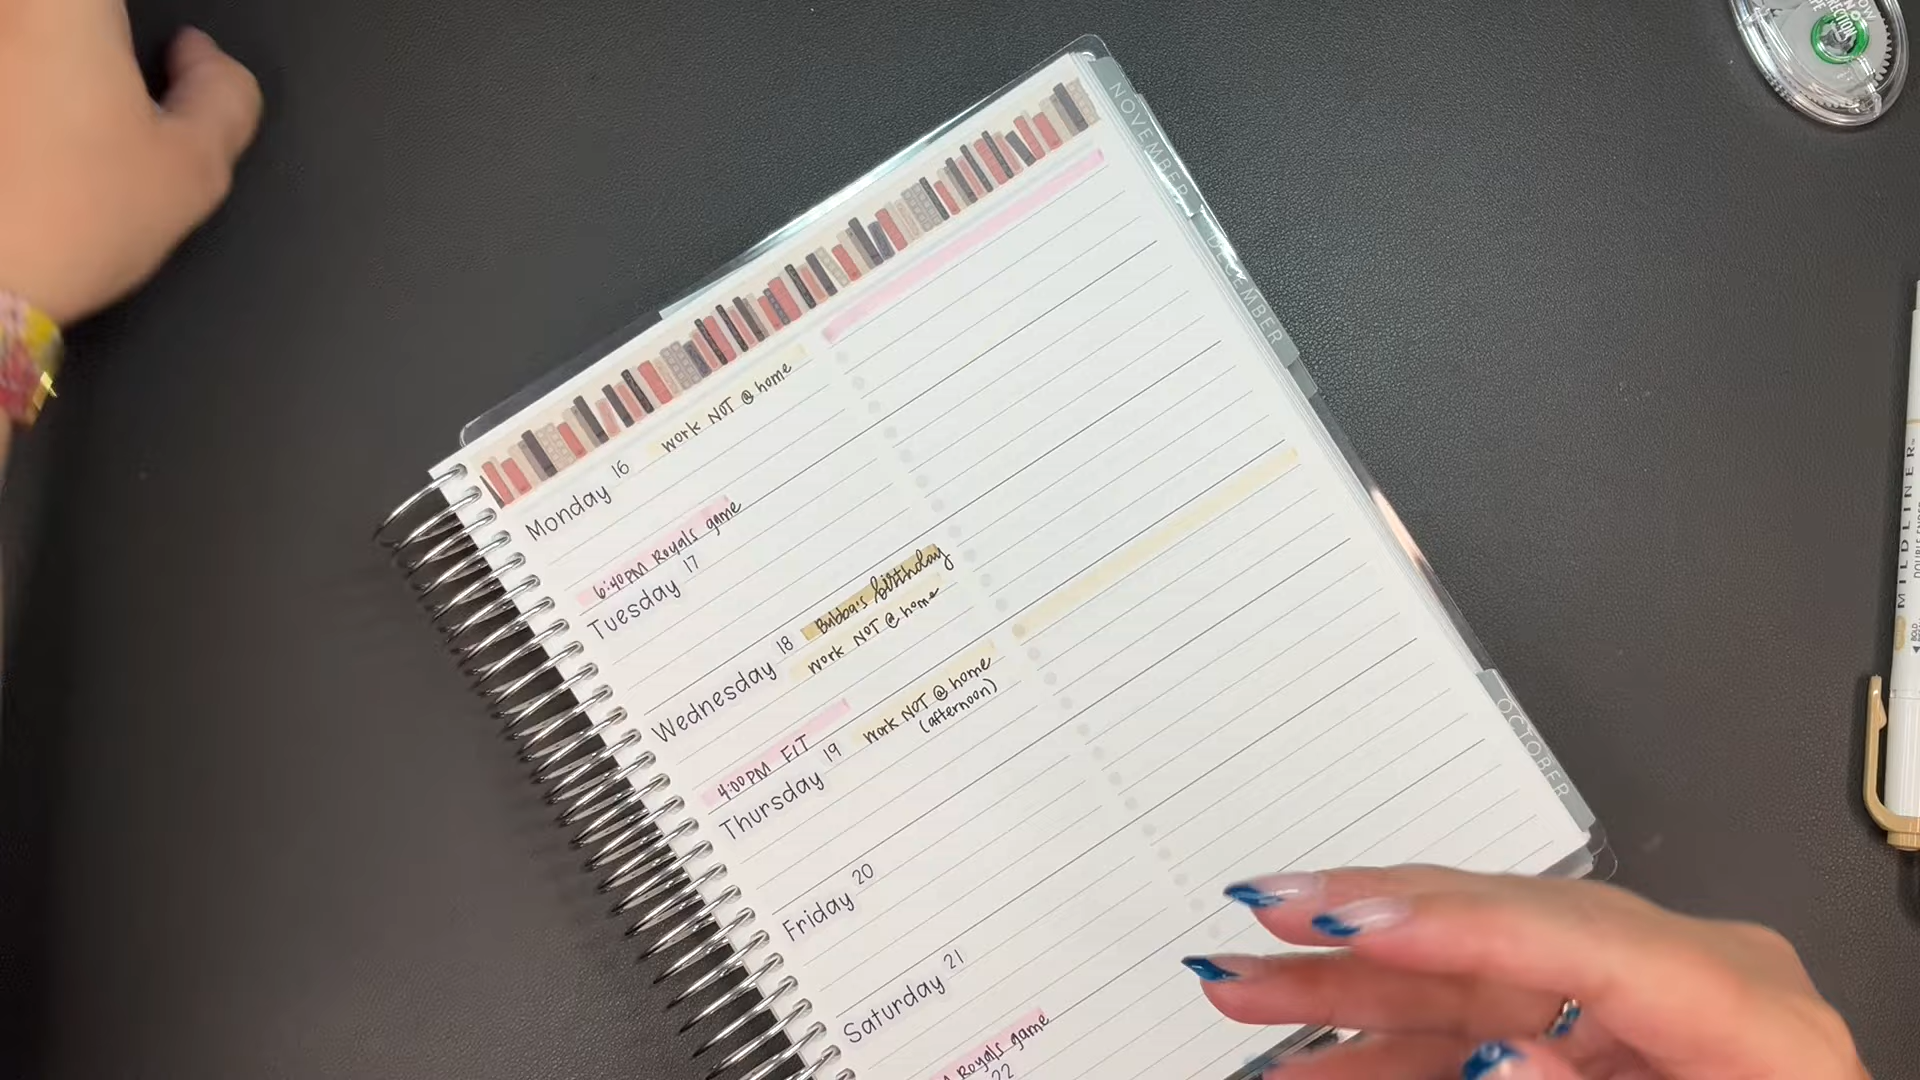 NOVEMBER
DECEMBER
OCTOBER
Monday 16
work NOT @ home
6:40PM Royals game
Tuesday 17
Wednesday 18
Bubba's birthday
work NOT @ home
4:00PM FIT
Thursday 19
work NOT @ home
(afternoon)
Friday 20
Saturday 21
Royals game
22
MILDLINER